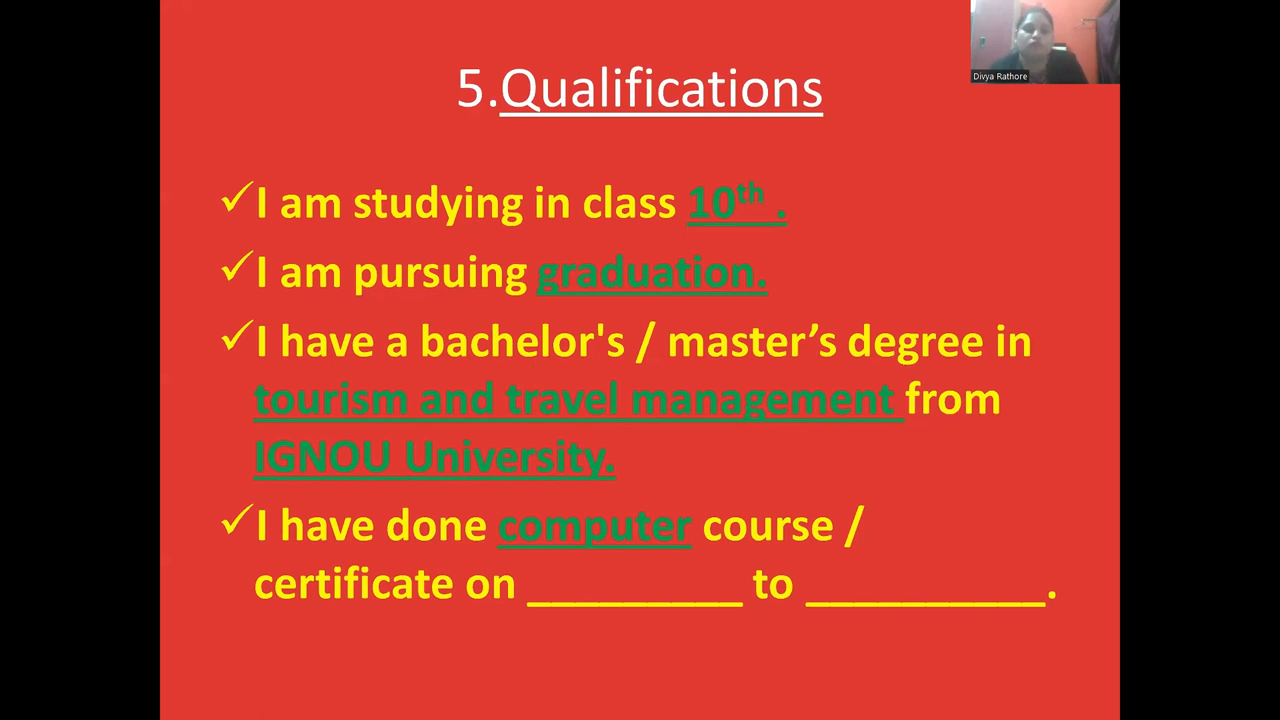 Divya Rathore
5.Qualifications
✓I am studying in class 10th .
✓I am pursuing graduation.
✓I have a bachelor's / master’s degree in
tourism and travel management from
IGNOU University.
✓I have done computer course /
certificate on _________ to __________.